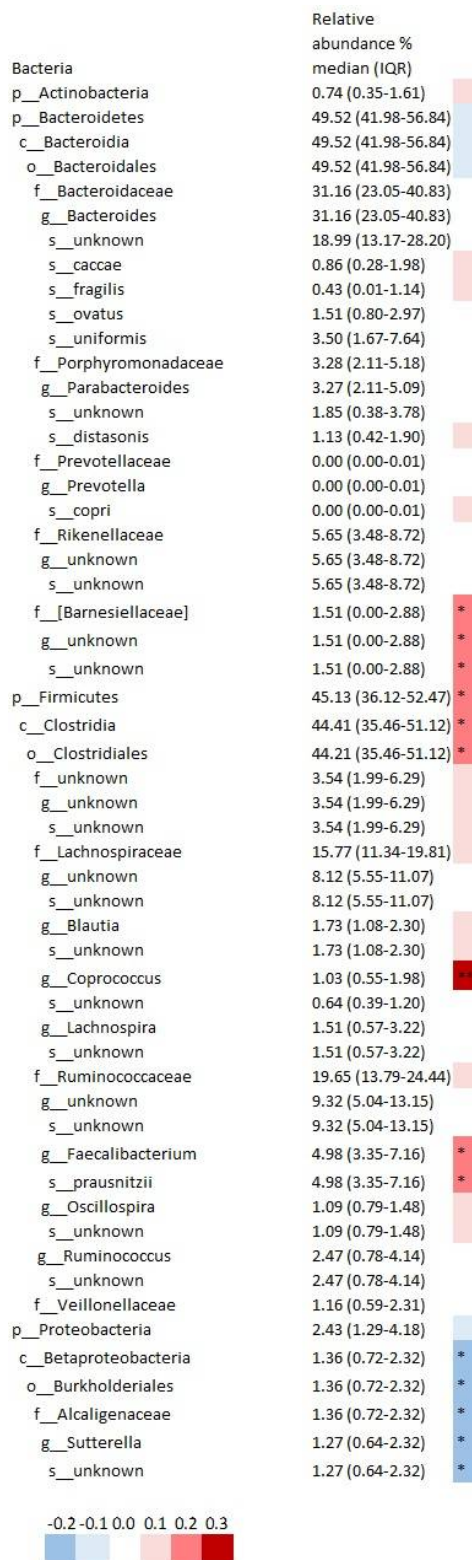 Relative
abundance %
Bacteria median (IQR)
p__Actinobacteria 0.74 (0.35-1.61)
p__Bacteroidetes 49.52 (41.98-56.84)
c__Bacteroidia 49.52 (41.98-56.84)
o__Bacteroidales 49.52 (41.98-56.84)
f__Bacteroidaceae 31.16 (23.05-40.83)
g__Bacteroides 31.16 (23.05-40.83)
s__unknown 18.99 (13.17-28.20)
s__caccae 0.86 (0.28-1.98)
s__fragilis 0.43 (0.01-1.14)
s__ovatus 1.51 (0.80-2.97)
s__uniformis 3.50 (1.67-7.64)
f__Porphyromonadaceae 3.28 (2.11-5.18)
g__Parabacteroides 3.27 (2.11-5.09)
s__unknown 1.85 (0.38-3.78)
s__distasonis 1.13 (0.42-1.90)
f__Prevotellaceae 0.00 (0.00-0.01)
g__Prevotella 0.00 (0.00-0.01)
s__copri 0.00 (0.00-0.01)
f__Rikenellaceae 5.65 (3.48-8.72)
g__unknown 5.65 (3.48-8.72)
s__unknown 5.65 (3.48-8.72)
f__[Barnesiellaceae] 1.51 (0.00-2.88) *
g__unknown 1.51 (0.00-2.88) *
s__unknown 1.51 (0.00-2.88) *
p__Firmicutes 45.13 (36.12-52.47) *
c__Clostridia 44.41 (35.46-51.12) *
o__Clostridiales 44.21 (35.46-51.12) *
f__unknown 3.54 (1.99-6.29)
g__unknown 3.54 (1.99-6.29)
s__unknown 3.54 (1.99-6.29)
f__Lachnospiraceae 15.77 (11.34-19.81)
g__unknown 8.12 (5.55-11.07)
s__unknown 8.12 (5.55-11.07)
g__Blautia 1.73 (1.08-2.30)
s__unknown 1.73 (1.08-2.30)
g__Coprococcus 1.03 (0.55-1.98) **
s__unknown 0.64 (0.39-1.20)
g__Lachnospira 1.51 (0.57-3.22)
s__unknown 1.51 (0.57-3.22)
f__Ruminococcaceae 19.65 (13.79-24.44)
g__unknown 9.32 (5.04-13.15)
s__unknown 9.32 (5.04-13.15)
g__Faecalibacterium 4.98 (3.35-7.16) *
s__prausnitzii 4.98 (3.35-7.16) *
g__Oscillospira 1.09 (0.79-1.48)
s__unknown 1.09 (0.79-1.48)
g__Ruminococcus 2.47 (0.78-4.14)
s__unknown 2.47 (0.78-4.14)
f__Veillonellaceae 1.16 (0.59-2.31)
p__Proteobacteria 2.43 (1.29-4.18)
c__Betaproteobacteria 1.36 (0.72-2.32) *
o__Burkholderiales 1.36 (0.72-2.32) *
f__Alcaligenaceae 1.36 (0.72-2.32) *
g__Sutterella 1.27 (0.64-2.32) *
s__unknown 1.27 (0.64-2.32) *
-0.2 -0.1 0.0 0.1 0.2 0.3